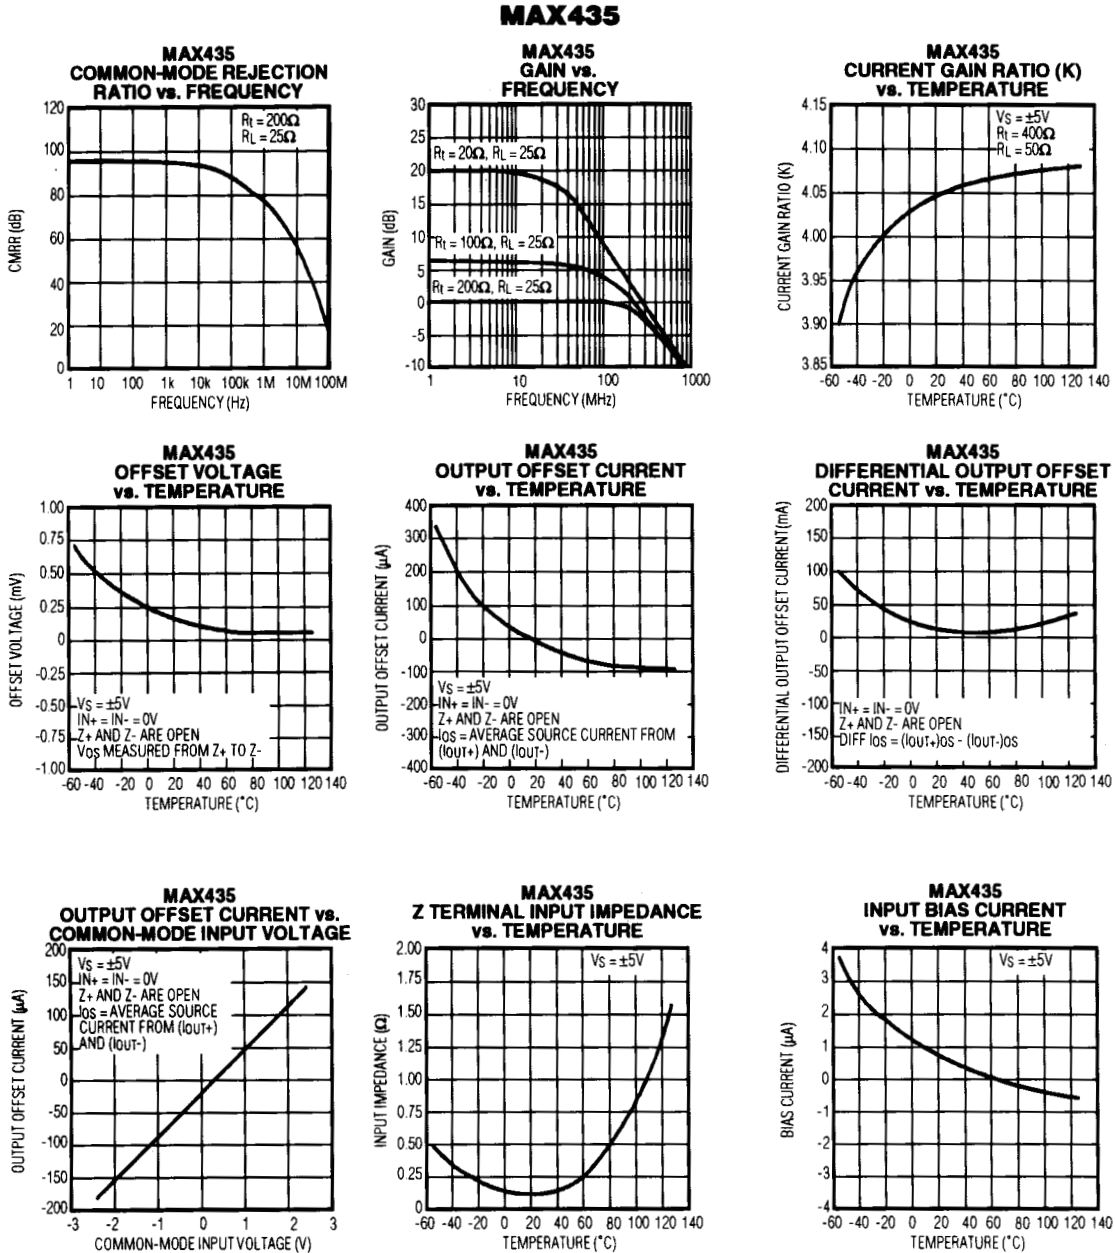 MAX435
MAX435
COMMON-MODE REJECTION
RATIO vs. FREQUENCY
120
100
80
60
40
20
0
CMRR (dB)
Rt = 200Ω
RL = 25Ω
1 10 100 1k 10k 100k 1M 10M 100M
FREQUENCY (Hz)
MAX435
GAIN vs.
FREQUENCY
30
25
20
15
10
5
0
-5
-10
GAIN (dB)
Rt = 20Ω, RL = 25Ω
Rt = 100Ω, RL = 25Ω
Rt = 200Ω, RL = 25Ω
1 10 100 1000
FREQUENCY (MHz)
MAX435
CURRENT GAIN RATIO (K)
vs. TEMPERATURE
4.15
4.10
4.05
4.00
3.95
3.90
3.85
CURRENT GAIN RATIO (K)
VS = ±5V
Rt = 400Ω
RL = 50Ω
-60 -40 -20 0 20 40 60 80 100 120 140
TEMPERATURE (°C)
MAX435
OFFSET VOLTAGE
vs. TEMPERATURE
1.00
0.75
0.50
0.25
0
-0.25
-0.50
-0.75
-1.00
OFFSET VOLTAGE (mV)
VS = ±5V
IN+ = IN- = 0V
Z+ AND Z- ARE OPEN
VOS MEASURED FROM Z+ TO Z-
-60 -40 -20 0 20 40 60 80 100 120 140
TEMPERATURE (°C)
MAX435
OUTPUT OFFSET CURRENT
vs. TEMPERATURE
400
300
200
100
0
-100
-200
-300
-400
OUTPUT OFFSET CURRENT (µA)
VS = ±5V
IN+ = IN- = 0V
Z+ AND Z- ARE OPEN
IOS = AVERAGE SOURCE CURRENT FROM
(IOUT+) AND (IOUT-)
-60 -40 -20 0 20 40 60 80 100 120 140
TEMPERATURE (°C)
MAX435
DIFFERENTIAL OUTPUT OFFSET
CURRENT vs. TEMPERATURE
200
150
100
50
0
-50
-100
-150
-200
DIFFERENTIAL OUTPUT OFFSET CURRENT (mA)
IN+ = IN- = 0V
Z+ AND Z- ARE OPEN
DIFF IOS = (IOUT+)OS - (IOUT-)OS
-60 -40 -20 0 20 40 60 80 100 120 140
TEMPERATURE (°C)
MAX435
OUTPUT OFFSET CURRENT vs.
COMMON-MODE INPUT VOLTAGE
200
150
100
50
0
-50
-100
-150
-200
OUTPUT OFFSET CURRENT (µA)
VS = ±5V
IN+ = IN- = 0V
Z+ AND Z- ARE OPEN
IOS = AVERAGE SOURCE
CURRENT FROM (IOUT+)
AND (IOUT-)
-3 -2 -1 0 1 2 3
COMMON-MODE INPUT VOLTAGE (V)
MAX435
Z TERMINAL INPUT IMPEDANCE
vs. TEMPERATURE
2.00
1.75
1.50
1.25
1.00
0.75
0.50
0.25
0
INPUT IMPEDANCE (Ω)
VS = ±5V
-60 -40 -20 0 20 40 60 80 100 120 140
TEMPERATURE (°C)
MAX435
INPUT BIAS CURRENT
vs. TEMPERATURE
4
3
2
1
0
-1
-2
-3
-4
BIAS CURRENT (µA)
VS = ±5V
-60 -40 -20 0 20 40 60 80 100 120 140
TEMPERATURE (°C)